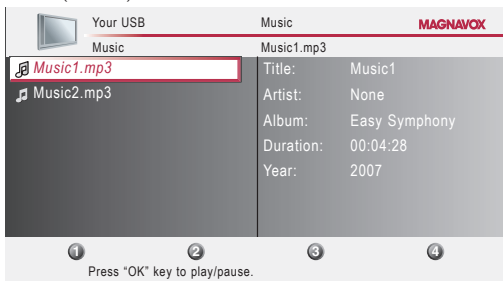 Your USB Music MAGNAVOX
Music Music1.mp3
Music1.mp3
Music2.mp3
Title: Music1
Artist: None
Album: Easy Symphony
Duration: 00:04:28
Year: 2007
1 2 3 4
Press “OK” key to play/pause.